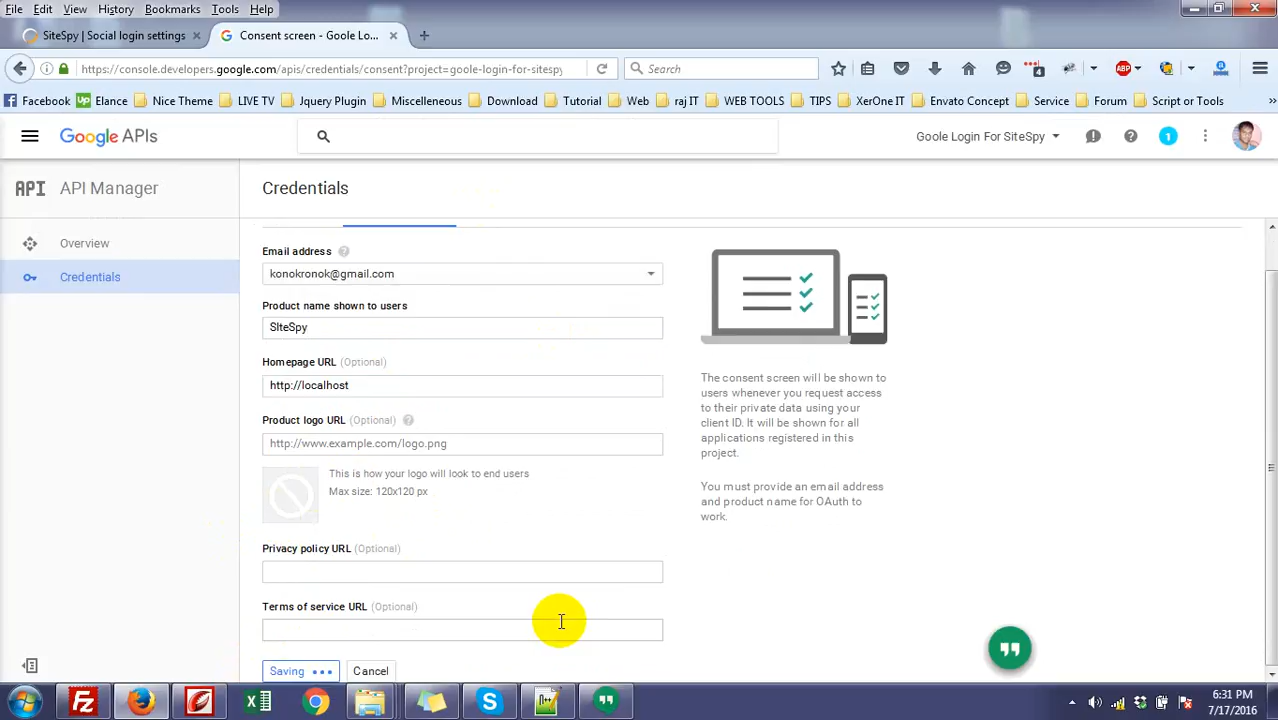 File Edit View History Bookmarks Tools Help
SiteSpy | Social login settings × Consent screen - Goole Lo... × +
https://console.developers.google.com/apis/credentials/consent?project=goole-login-for-sitespy Search 4 ABP
Facebook Up Elance Nice Theme LIVE TV Jquery Plugin Miscelleneous Download Tutorial Web raj IT WEB TOOLS TIPS XerOne IT Envato Concept Service Forum Script or Tools »
Google APIs Goole Login For SiteSpy 1
API API Manager
Credentials
Overview
Credentials
Email address
konokronok@gmail.com
Product name shown to users
SIteSpy
Homepage URL (Optional)
http://localhost
Product logo URL (Optional)
http://www.example.com/logo.png
This is how your logo will look to end users
Max size: 120x120 px
Privacy policy URL (Optional)
Terms of service URL (Optional)
Saving Cancel
The consent screen will be shown to
users whenever you request access
to their private data using your
client ID. It will be shown for all
applications registered in this
project.
You must provide an email address
and product name for OAuth to
work.
6:31 PM
7/17/2016